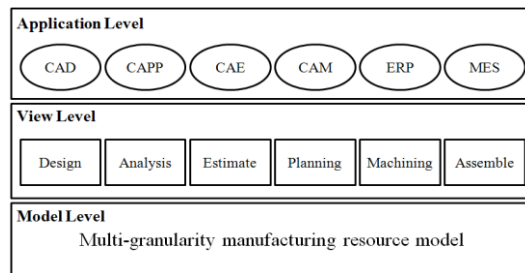 Application Level
CAD CAPP CAE CAM ERP MES
View Level
Design Analysis Estimate Planning Machining Assemble
Model Level
Multi-granularity manufacturing resource model